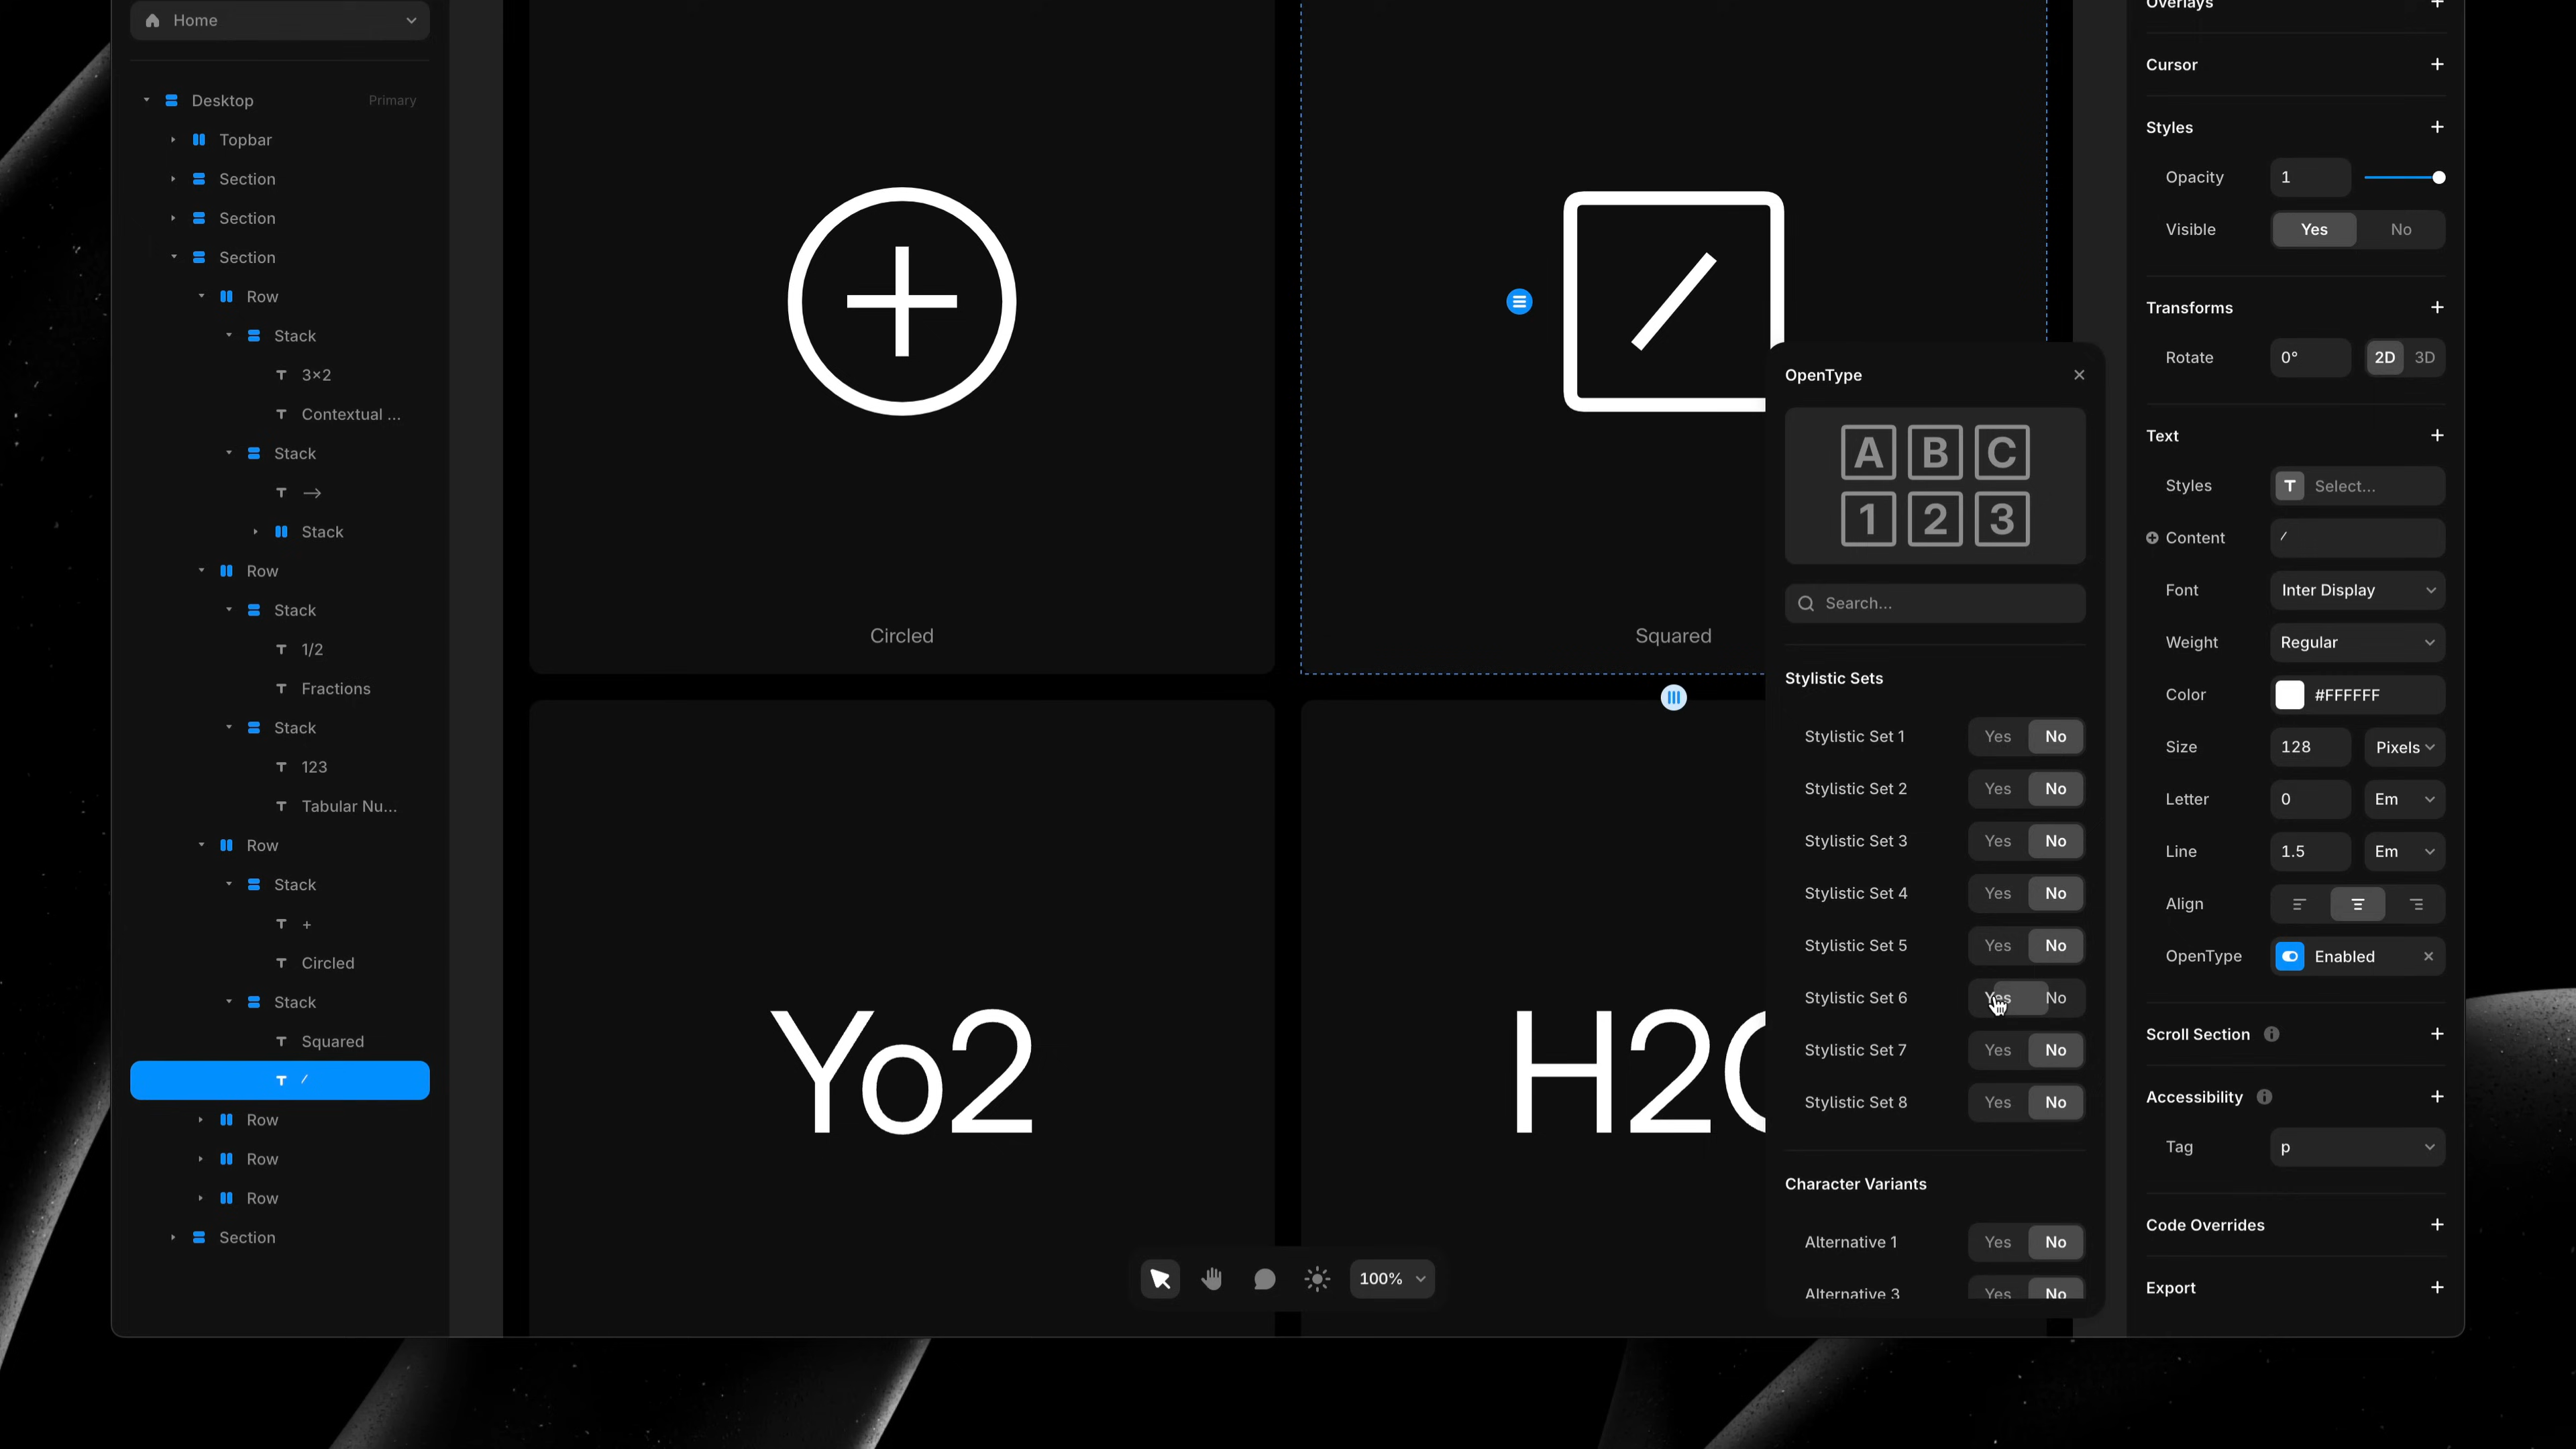 Home
Desktop
Primary
Topbar
Section
Section
Section
Row
Stack
3×2
Contextual ...
Stack
→
Stack
Row
Stack
1/2
Fractions
Stack
123
Tabular Nu...
Row
Stack
+
Circled
Stack
Squared
/
Row
Row
Row
Section
+
Circled
/
Squared
Yo2
H2
100%
OpenType
A B C
1 2 3
Search...
Stylistic Sets
Stylistic Set 1 Yes No
Stylistic Set 2 Yes No
Stylistic Set 3 Yes No
Stylistic Set 4 Yes No
Stylistic Set 5 Yes No
Stylistic Set 6 Yes No
Stylistic Set 7 Yes No
Stylistic Set 8 Yes No
Character Variants
Alternative 1 Yes No
Alternative 3 Yes No
Overlays
Cursor
Styles
Opacity 1
Visible Yes No
Transforms
Rotate 0° 2D 3D
Text
Styles T Select...
Content /
Font Inter Display
Weight Regular
Color #FFFFFF
Size 128 Pixels
Letter 0 Em
Line 1.5 Em
Align
OpenType Enabled
Scroll Section
Accessibility
Tag p
Code Overrides
Export